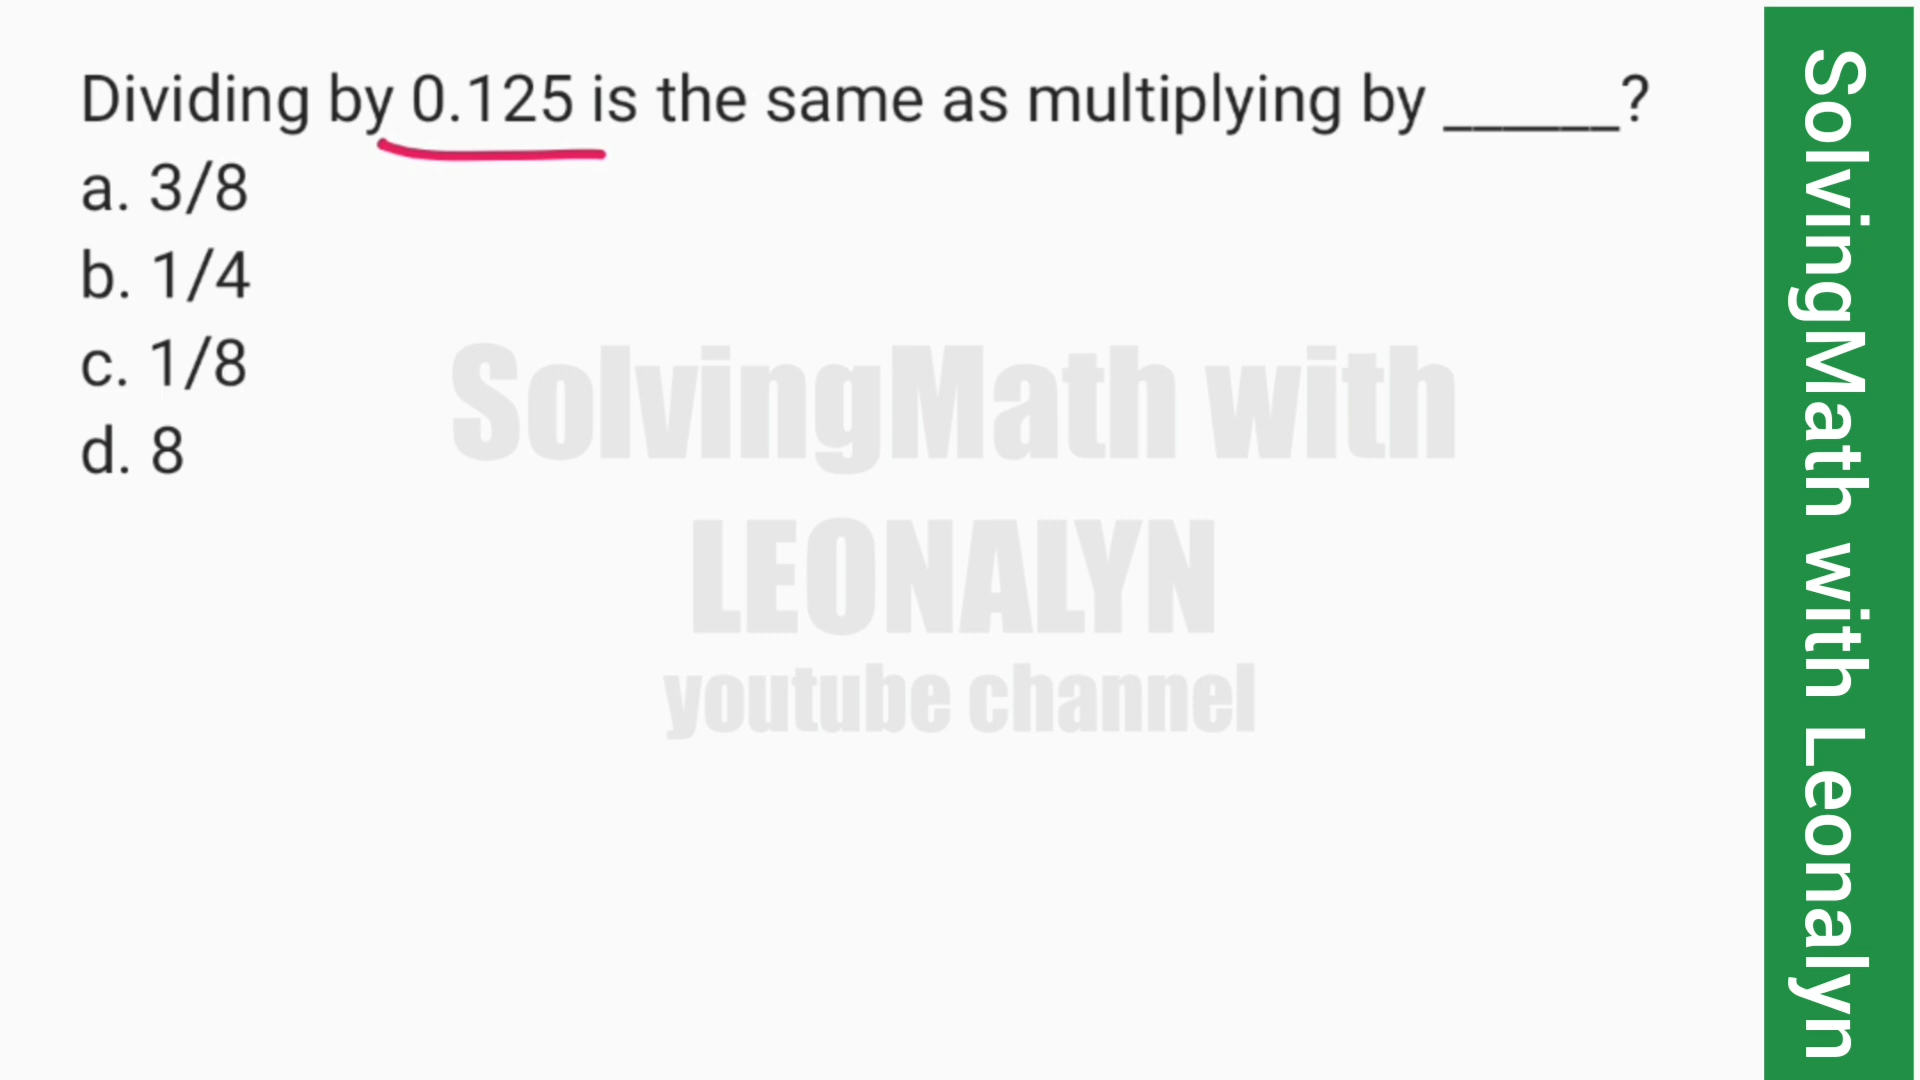 Dividing by 0.125 is the same as multiplying by ______?
a. 3/8
b. 1/4
c. 1/8
d. 8
SolvingMath with
LEONALYN
youtube channel
SolvingMath with Leonalyn